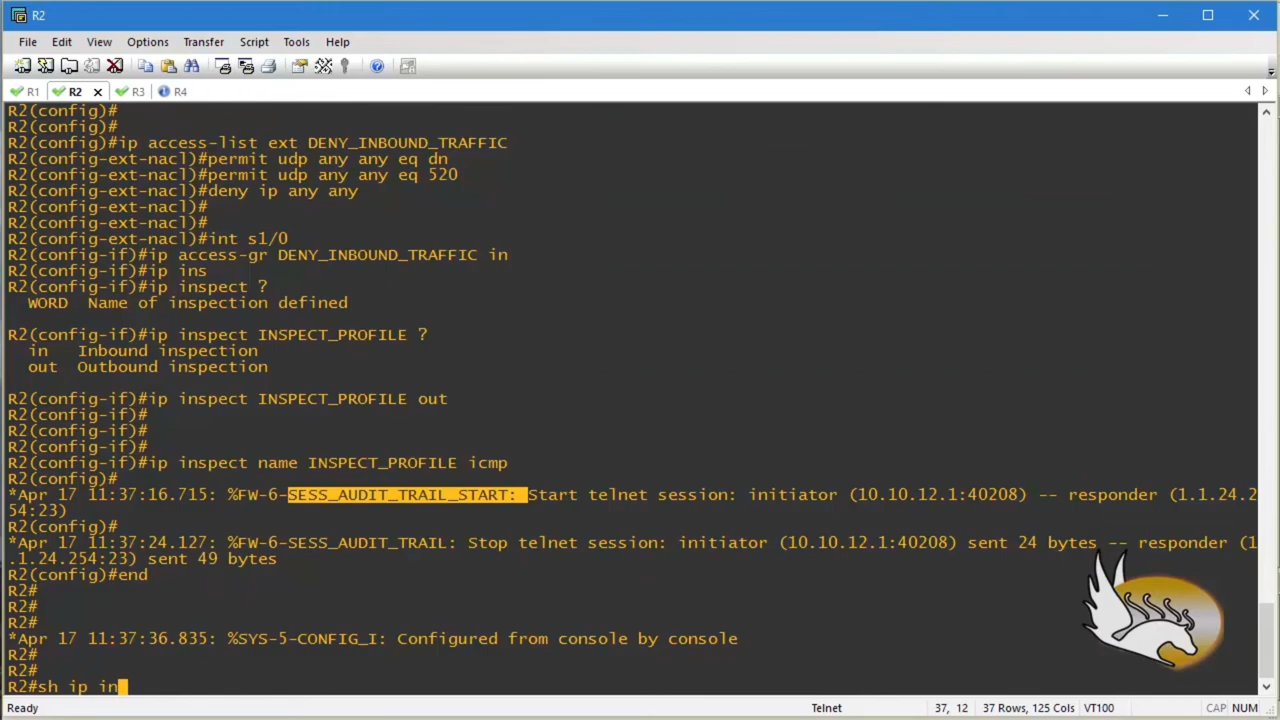 R2
File Edit View Options Transfer Script Tools Help
R1 R2 R3 R4
R2(config)#
R2(config)#
R2(config)#ip access-list ext DENY_INBOUND_TRAFFIC
R2(config-ext-nacl)#permit udp any any eq dn
R2(config-ext-nacl)#permit udp any any eq 520
R2(config-ext-nacl)#deny ip any any
R2(config-ext-nacl)#
R2(config-ext-nacl)#
R2(config-ext-nacl)#int s1/0
R2(config-if)#ip access-gr DENY_INBOUND_TRAFFIC in
R2(config-if)#ip ins
R2(config-if)#ip inspect ?
WORD  Name of inspection defined
R2(config-if)#ip inspect INSPECT_PROFILE ?
in   Inbound inspection
out  Outbound inspection
R2(config-if)#ip inspect INSPECT_PROFILE out
R2(config-if)#
R2(config-if)#
R2(config-if)#
R2(config-if)#ip inspect name INSPECT_PROFILE icmp
R2(config)#
*Apr 17 11:37:16.715: %FW-6-SESS_AUDIT_TRAIL_START: Start telnet session: initiator (10.10.12.1:40208) -- responder (1.1.24.2
54:23)
R2(config)#
*Apr 17 11:37:24.127: %FW-6-SESS_AUDIT_TRAIL: Stop telnet session: initiator (10.10.12.1:40208) sent 24 bytes -- responder (1
.1.24.254:23) sent 49 bytes
R2(config)#end
R2#
R2#
R2#
*Apr 17 11:37:36.835: %SYS-5-CONFIG_I: Configured from console by console
R2#
R2#
R2#sh ip in
Ready Telnet 37, 12 37 Rows, 125 Cols VT100 CAP NUM